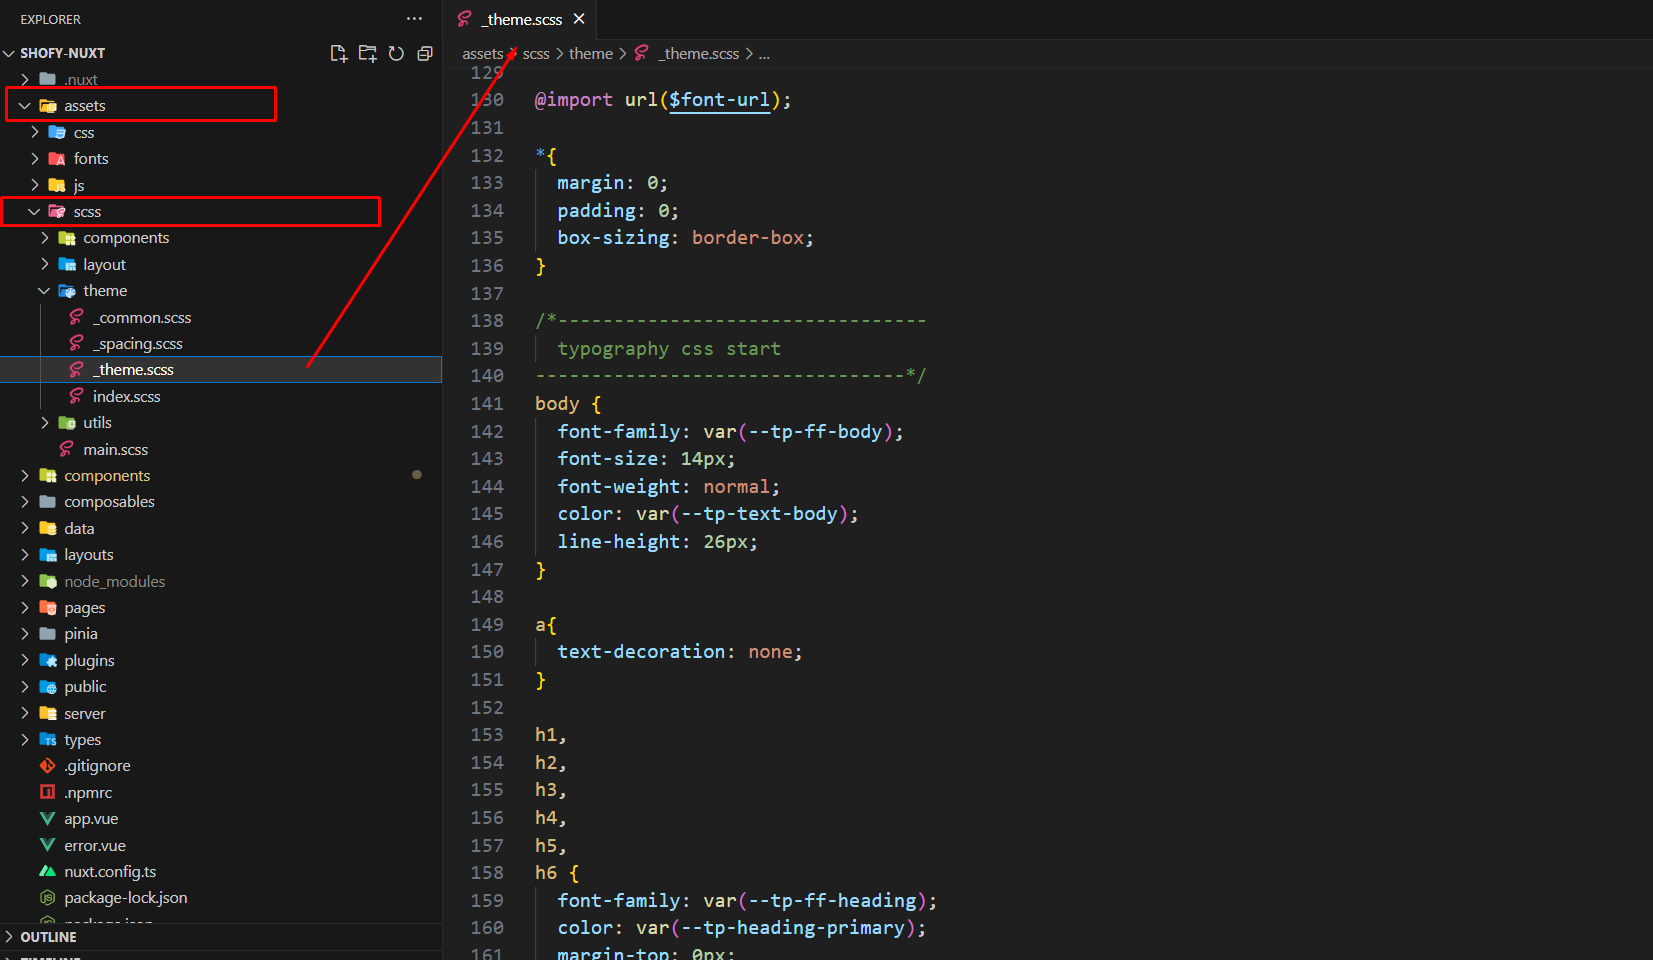 EXPLORER
SHOFY-NUXT
.nuxt
assets
css
fonts
js
scss
components
layout
theme
_common.scss
_spacing.scss
_theme.scss
index.scss
utils
main.scss
components
composables
data
layouts
node_modules
pages
pinia
plugins
public
server
types
.gitignore
.npmrc
app.vue
error.vue
nuxt.config.ts
package-lock.json
package.json
OUTLINE
TIMELINE
_theme.scss
assets > scss > theme > _theme.scss > ...
129
130 @import url($font-url);
131
132 *{
133 margin: 0;
134 padding: 0;
135 box-sizing: border-box;
136 }
137
138 /*---------------------------------
139 typography css start
140 ---------------------------------*/
141 body {
142 font-family: var(--tp-ff-body);
143 font-size: 14px;
144 font-weight: normal;
145 color: var(--tp-text-body);
146 line-height: 26px;
147 }
148
149 a{
150 text-decoration: none;
151 }
152
153 h1,
154 h2,
155 h3,
156 h4,
157 h5,
158 h6 {
159 font-family: var(--tp-ff-heading);
160 color: var(--tp-heading-primary);
161 margin-top: 0px;